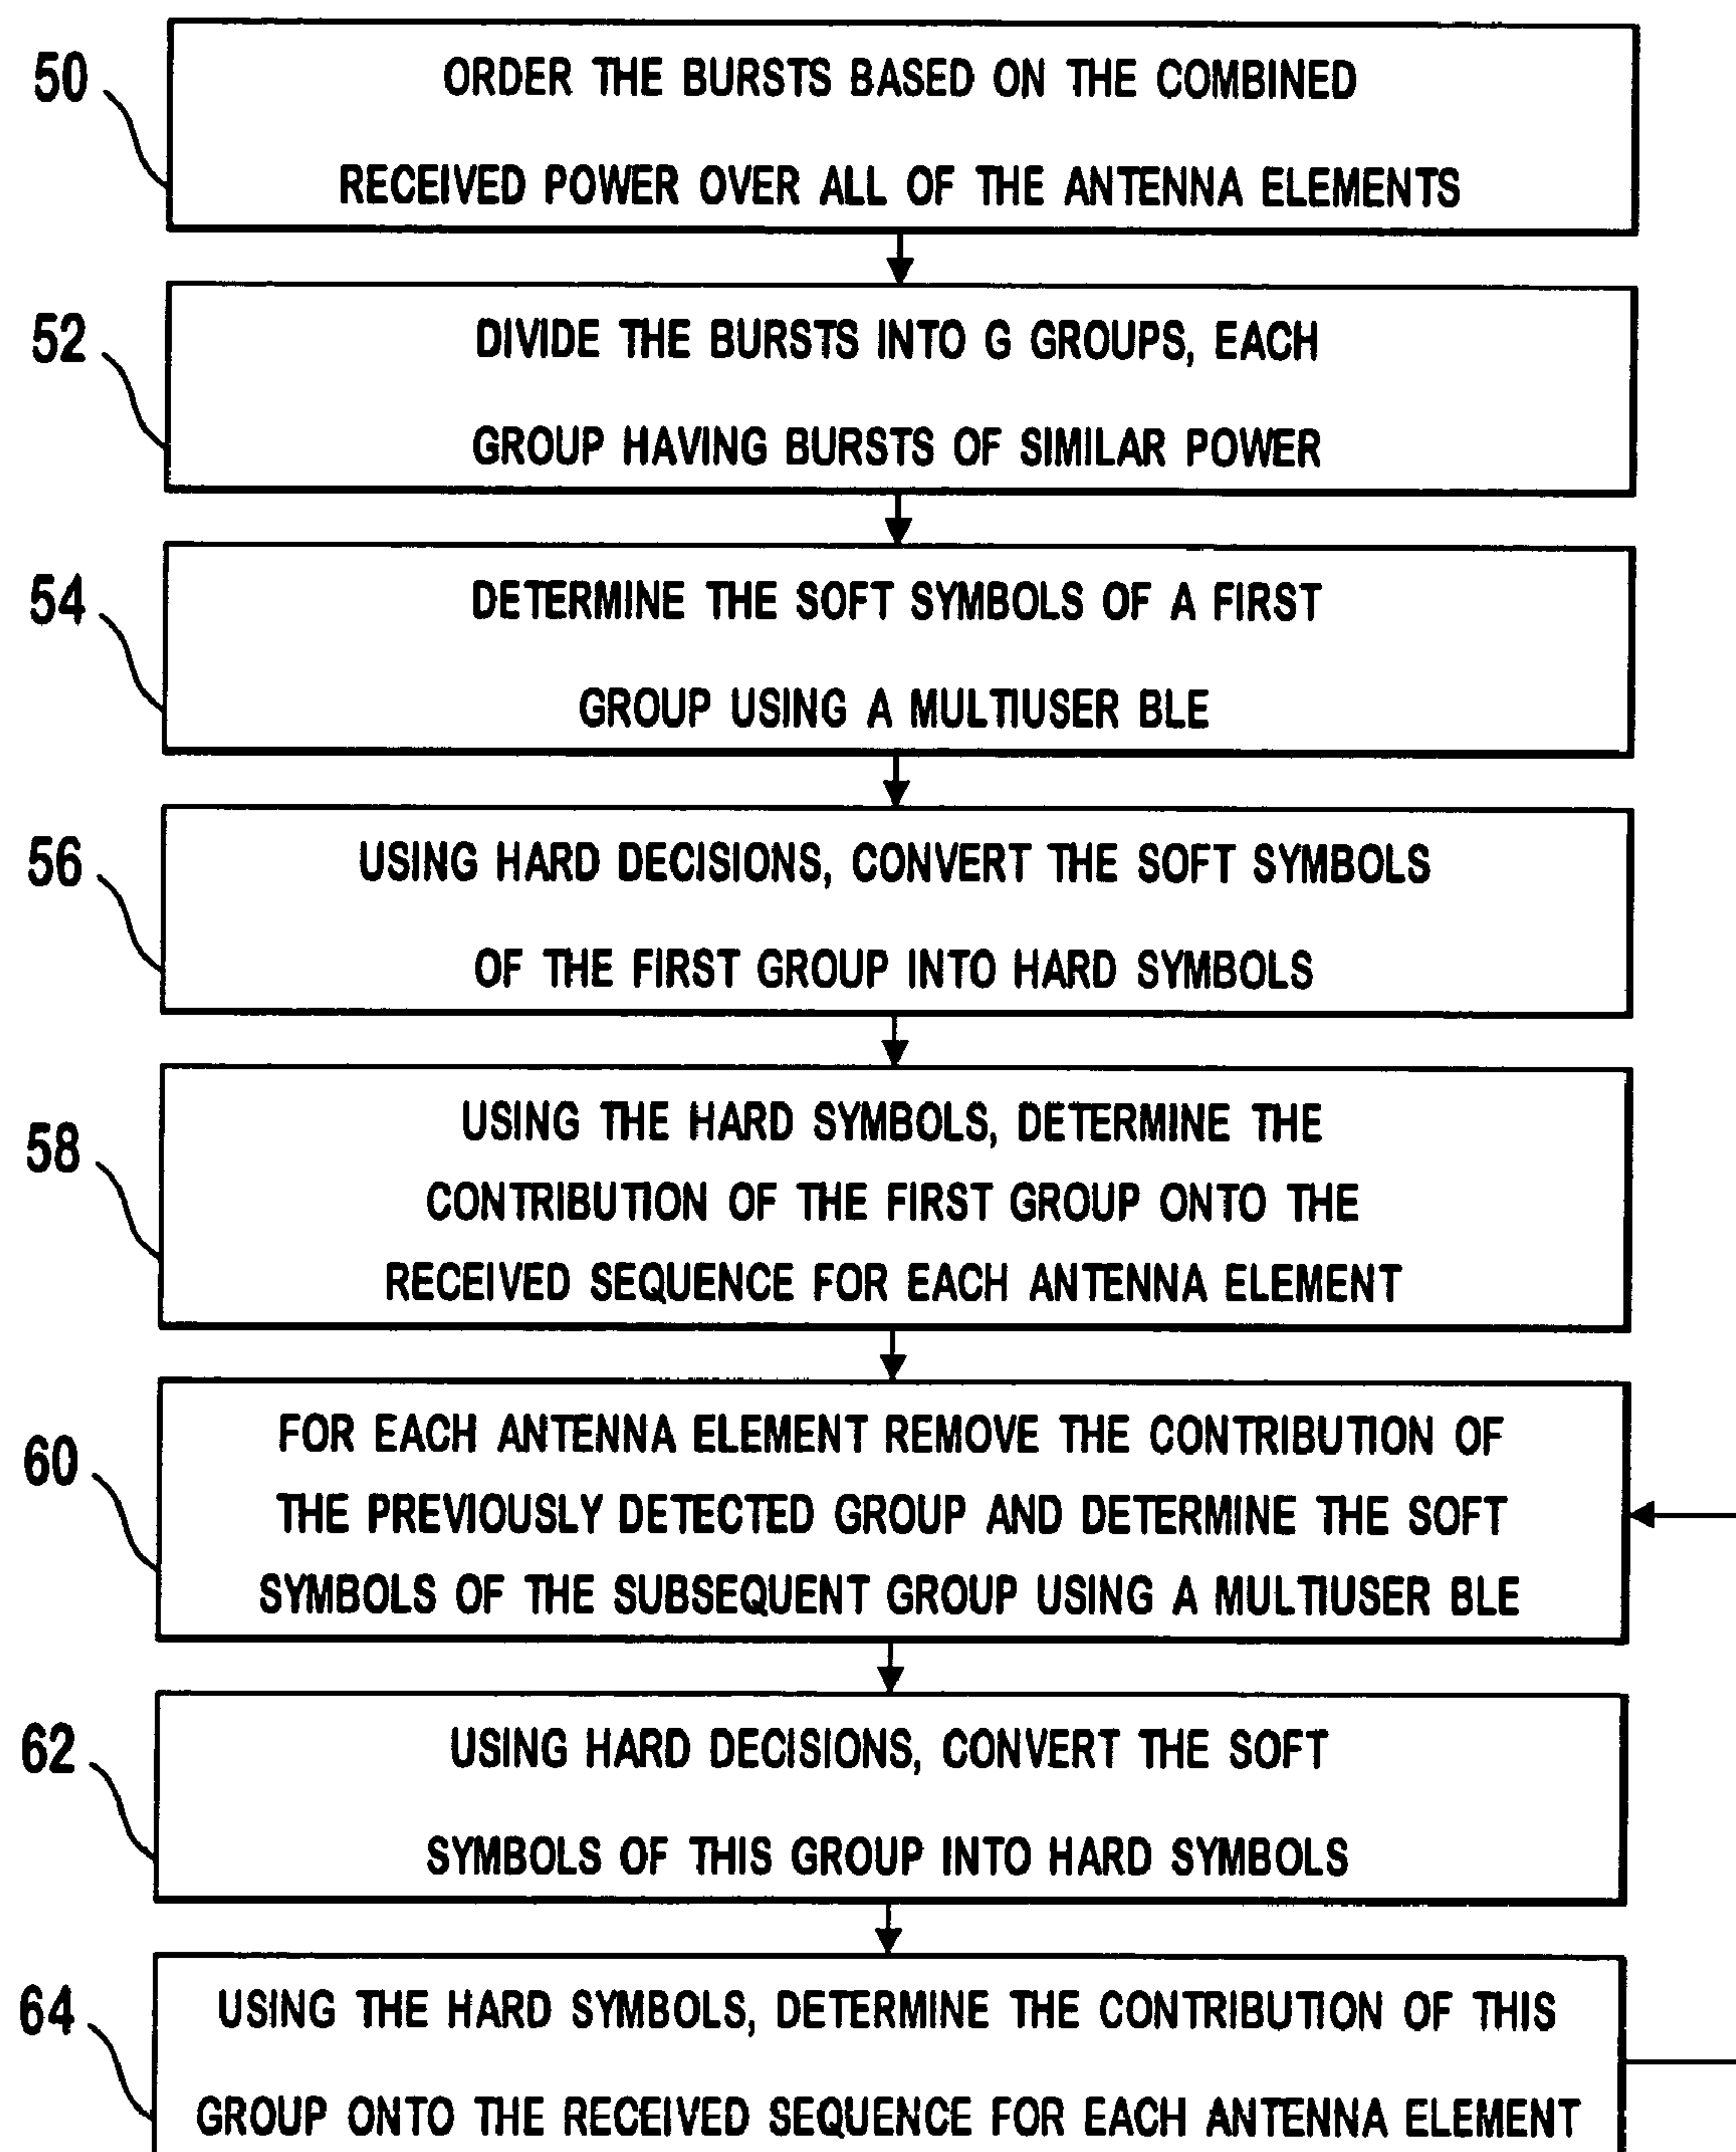 50
ORDER THE BURSTS BASED ON THE COMBINED
RECEIVED POWER OVER ALL OF THE ANTENNA ELEMENTS
52
DIVIDE THE BURSTS INTO G GROUPS, EACH
GROUP HAVING BURSTS OF SIMILAR POWER
54
DETERMINE THE SOFT SYMBOLS OF A FIRST
GROUP USING A MULTIUSER BLE
56
USING HARD DECISIONS, CONVERT THE SOFT SYMBOLS
OF THE FIRST GROUP INTO HARD SYMBOLS
58
USING THE HARD SYMBOLS, DETERMINE THE
CONTRIBUTION OF THE FIRST GROUP ONTO THE
RECEIVED SEQUENCE FOR EACH ANTENNA ELEMENT
60
FOR EACH ANTENNA ELEMENT REMOVE THE CONTRIBUTION OF
THE PREVIOUSLY DETECTED GROUP AND DETERMINE THE SOFT
SYMBOLS OF THE SUBSEQUENT GROUP USING A MULTIUSER BLE
62
USING HARD DECISIONS, CONVERT THE SOFT
SYMBOLS OF THIS GROUP INTO HARD SYMBOLS
64
USING THE HARD SYMBOLS, DETERMINE THE CONTRIBUTION OF THIS
GROUP ONTO THE RECEIVED SEQUENCE FOR EACH ANTENNA ELEMENT